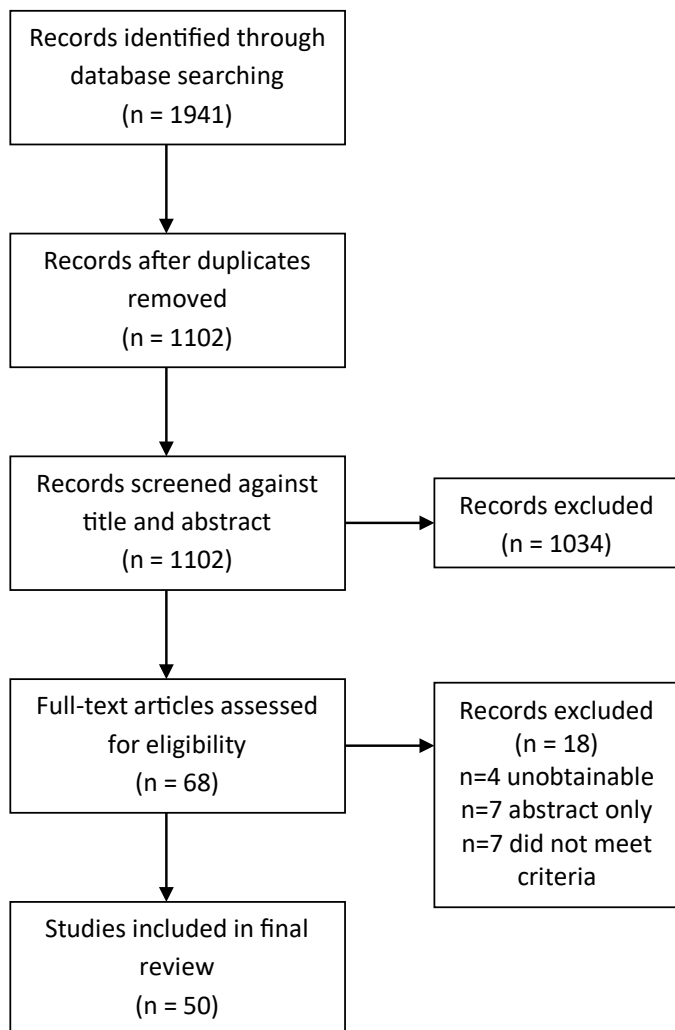 Records identified through
database searching
(n = 1941)
Records after duplicates
removed
(n = 1102)
Records screened against
title and abstract
(n = 1102)
Records excluded
(n = 1034)
Full-text articles assessed
for eligibility
(n = 68)
Records excluded
(n = 18)
n=4 unobtainable
n=7 abstract only
n=7 did not meet
criteria
Studies included in final
review
(n = 50)